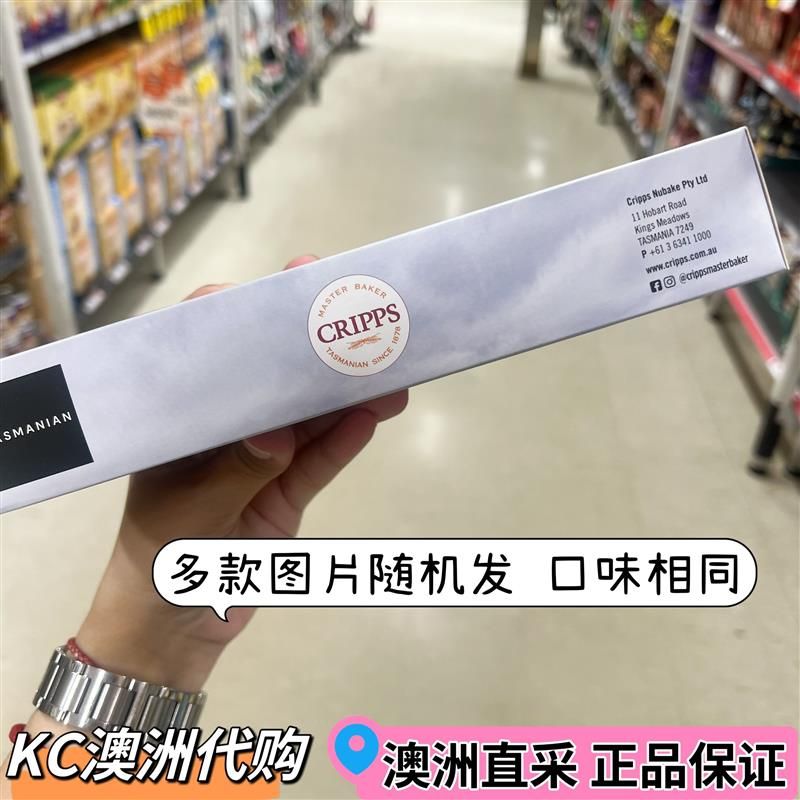 Cripps Nubake Pty Ltd
11 Hobart Road
Kings Meadows
TASMANIA 7249
P +61 3 6341 1000
www.cripps.com.au
@crippsmasterbaker
MASTER BAKER
CRIPPS
TASMANIAN SINCE 1878
ASMANIAN
多款图片随机发 口味相同
KC澳洲代购
澳洲直采 正品保证